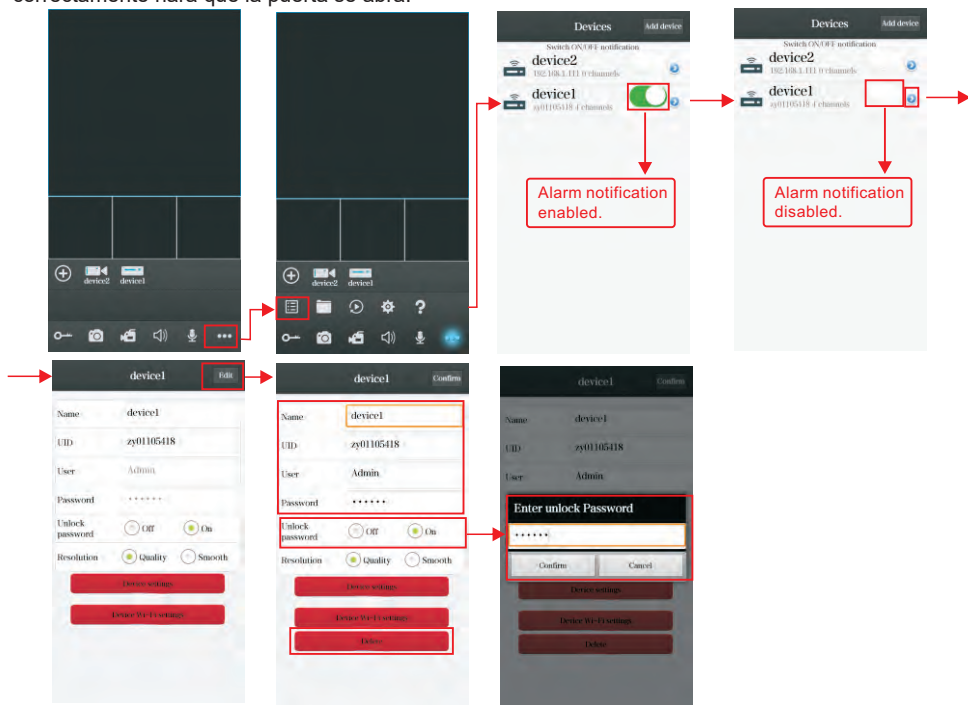 correctamente hará que la puerta se abra.
device2 device1
device2 device1
?
Devices Add device
Switch ON/OFF notification
device2
192.168.1.111 0 channels
device1
zy01105418 4 channels
Alarm notification
enabled.
Devices Add device
Switch ON/OFF notification
device2
192.168.1.111 0 channels
device1
zy01105418 4 channels
Alarm notification
disabled.
device1 Edit
Name device1
UID zy01105418
User Admin
Password ······
Unlock
password Off On
Resolution Quality Smooth
Device settings
Device Wi-Fi settings
device1 Confirm
Name device1
UID zy01105418
User Admin
Password ······
Unlock
password Off On
Resolution Quality Smooth
Device settings
Device Wi-Fi settings
Delete
device1 Confirm
Name device1
UID zy01105418
User Admin
Enter unlock Password
······
Confirm Cancel
Device settings
Device Wi-Fi settings
Delete